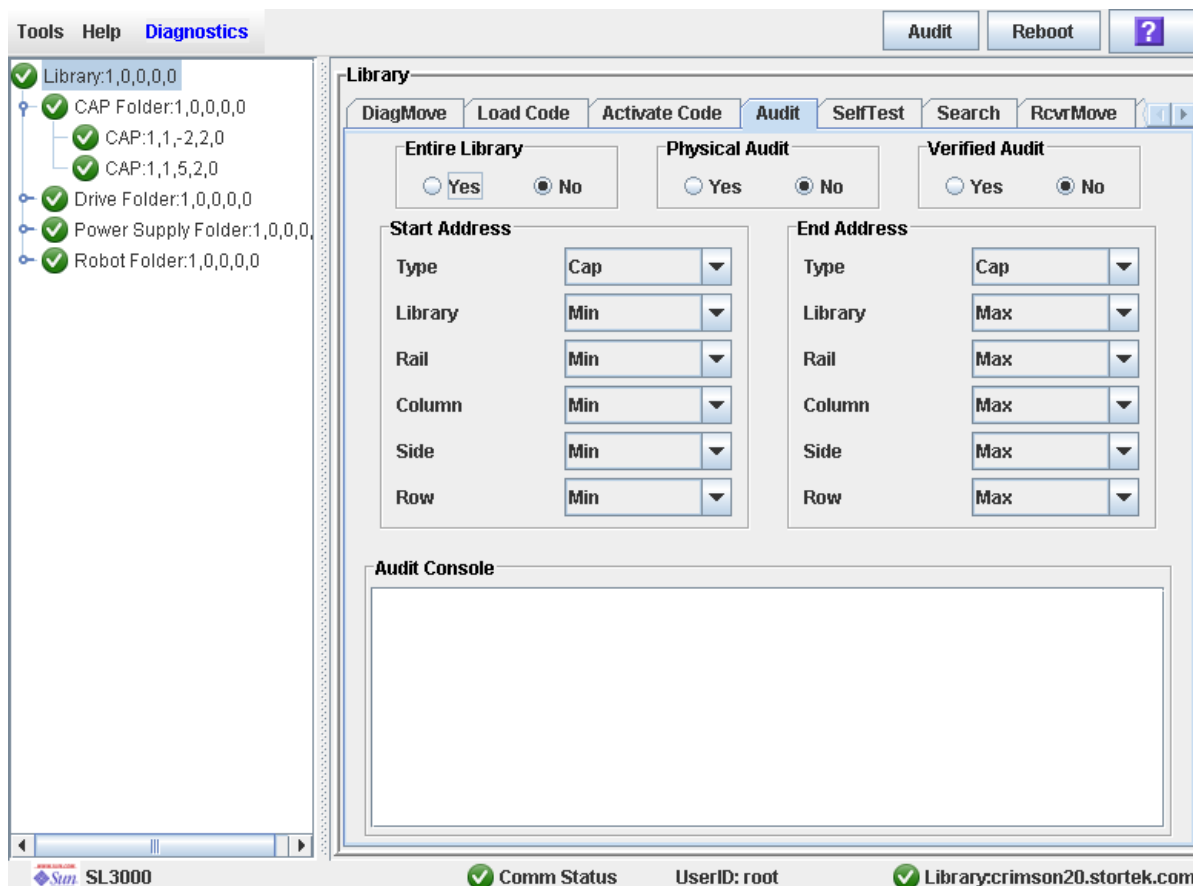 Tools Help Diagnostics Audit Reboot ?
Library:1,0,0,0,0
CAP Folder:1,0,0,0,0
CAP:1,1,-2,2,0
CAP:1,1,5,2,0
Drive Folder:1,0,0,0,0
Power Supply Folder:1,0,0,0,
Robot Folder:1,0,0,0,0
Library
DiagMove Load Code Activate Code Audit SelfTest Search RcvrMove
Entire Library Physical Audit Verified Audit
Yes No Yes No Yes No
Start Address End Address
Type Cap Type Cap
Library Min Library Max
Rail Min Rail Max
Column Min Column Max
Side Min Side Max
Row Min Row Max
Audit Console
Sun SL3000 Comm Status UserID: root Library:crimson20.stortek.com